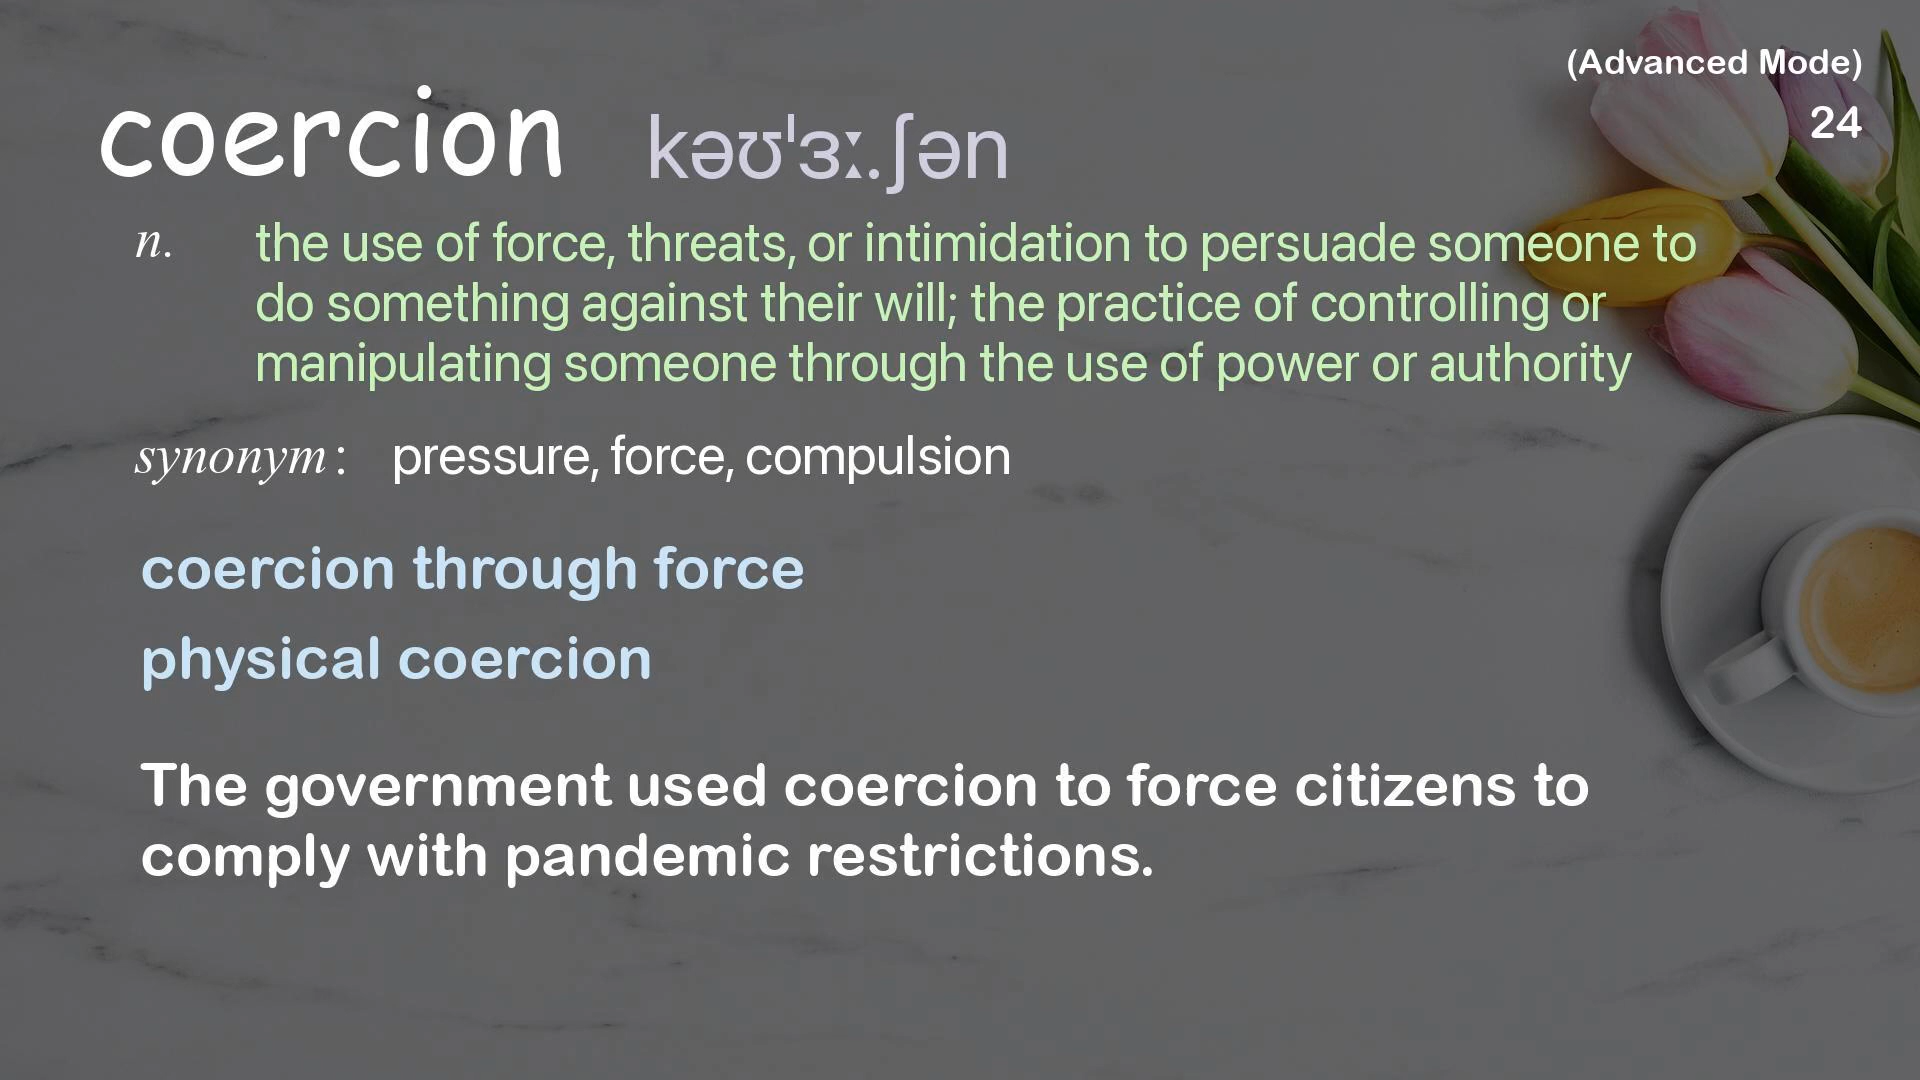 (Advanced Mode)
24
coercion kəʊˈɜː.ʃən
n. the use of force, threats, or intimidation to persuade someone to
do something against their will; the practice of controlling or
manipulating someone through the use of power or authority
synonym : pressure, force, compulsion
coercion through force
physical coercion
The government used coercion to force citizens to
comply with pandemic restrictions.